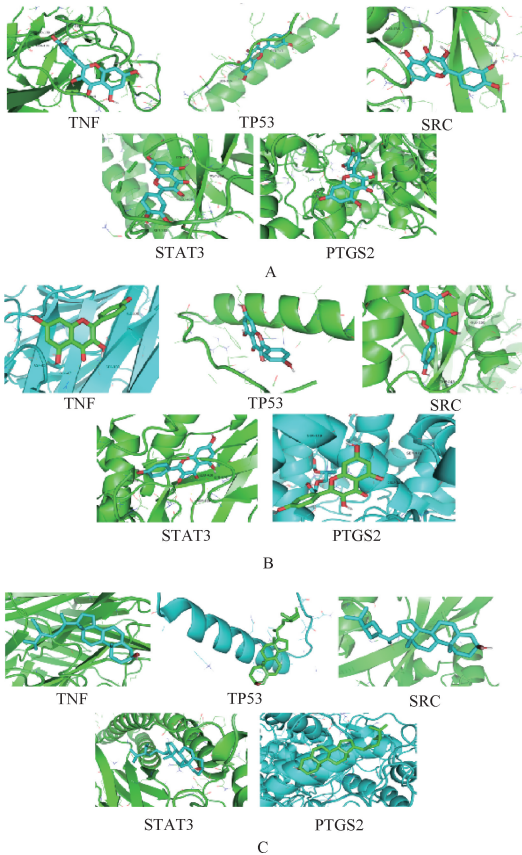 TNF TP53 SRC
STAT3 PTGS2
A
TNF TP53 SRC
STAT3 PTGS2
B
TNF TP53 SRC
STAT3 PTGS2
C